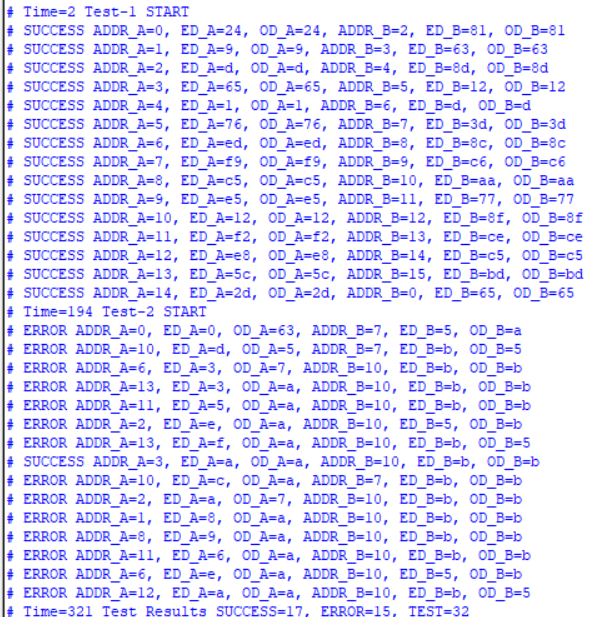 # Time=2 Test-1 START
# SUCCESS ADDR_A=0, ED_A=24, OD_A=24, ADDR_B=2, ED_B=81, OD_B=81
# SUCCESS ADDR_A=1, ED_A=9, OD_A=9, ADDR_B=3, ED_B=63, OD_B=63
# SUCCESS ADDR_A=2, ED_A=d, OD_A=d, ADDR_B=4, ED_B=8d, OD_B=8d
# SUCCESS ADDR_A=3, ED_A=65, OD_A=65, ADDR_B=5, ED_B=12, OD_B=12
# SUCCESS ADDR_A=4, ED_A=1, OD_A=1, ADDR_B=6, ED_B=d, OD_B=d
# SUCCESS ADDR_A=5, ED_A=76, OD_A=76, ADDR_B=7, ED_B=3d, OD_B=3d
# SUCCESS ADDR_A=6, ED_A=ed, OD_A=ed, ADDR_B=8, ED_B=8c, OD_B=8c
# SUCCESS ADDR_A=7, ED_A=f9, OD_A=f9, ADDR_B=9, ED_B=c6, OD_B=c6
# SUCCESS ADDR_A=8, ED_A=c5, OD_A=c5, ADDR_B=10, ED_B=aa, OD_B=aa
# SUCCESS ADDR_A=9, ED_A=e5, OD_A=e5, ADDR_B=11, ED_B=77, OD_B=77
# SUCCESS ADDR_A=10, ED_A=12, OD_A=12, ADDR_B=12, ED_B=8f, OD_B=8f
# SUCCESS ADDR_A=11, ED_A=f2, OD_A=f2, ADDR_B=13, ED_B=ce, OD_B=ce
# SUCCESS ADDR_A=12, ED_A=e8, OD_A=e8, ADDR_B=14, ED_B=c5, OD_B=c5
# SUCCESS ADDR_A=13, ED_A=5c, OD_A=5c, ADDR_B=15, ED_B=bd, OD_B=bd
# SUCCESS ADDR_A=14, ED_A=2d, OD_A=2d, ADDR_B=0, ED_B=65, OD_B=65
# Time=194 Test-2 START
# ERROR ADDR_A=0, ED_A=0, OD_A=63, ADDR_B=7, ED_B=5, OD_B=a
# ERROR ADDR_A=10, ED_A=d, OD_A=5, ADDR_B=7, ED_B=b, OD_B=5
# ERROR ADDR_A=6, ED_A=3, OD_A=7, ADDR_B=10, ED_B=b, OD_B=b
# ERROR ADDR_A=13, ED_A=3, OD_A=a, ADDR_B=10, ED_B=b, OD_B=b
# ERROR ADDR_A=11, ED_A=5, OD_A=a, ADDR_B=10, ED_B=b, OD_B=b
# ERROR ADDR_A=2, ED_A=e, OD_A=a, ADDR_B=10, ED_B=5, OD_B=b
# ERROR ADDR_A=13, ED_A=f, OD_A=a, ADDR_B=10, ED_B=b, OD_B=5
# SUCCESS ADDR_A=3, ED_A=a, OD_A=a, ADDR_B=10, ED_B=b, OD_B=b
# ERROR ADDR_A=10, ED_A=c, OD_A=a, ADDR_B=7, ED_B=b, OD_B=b
# ERROR ADDR_A=2, ED_A=a, OD_A=7, ADDR_B=10, ED_B=b, OD_B=b
# ERROR ADDR_A=1, ED_A=8, OD_A=a, ADDR_B=10, ED_B=b, OD_B=b
# ERROR ADDR_A=8, ED_A=9, OD_A=a, ADDR_B=10, ED_B=b, OD_B=b
# ERROR ADDR_A=11, ED_A=6, OD_A=a, ADDR_B=10, ED_B=b, OD_B=b
# ERROR ADDR_A=6, ED_A=e, OD_A=a, ADDR_B=10, ED_B=5, OD_B=b
# ERROR ADDR_A=12, ED_A=a, OD_A=a, ADDR_B=10, ED_B=b, OD_B=5
# Time=321 Test Results SUCCESS=17, ERROR=15, TEST=32